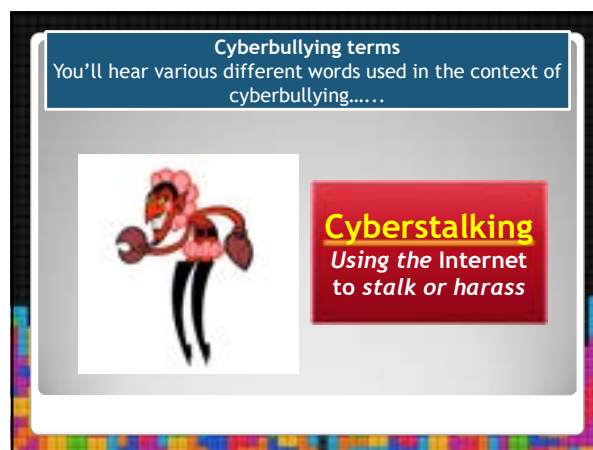 Cyberbullying terms
You’ll hear various different words used in the context of
cyberbullying…...
Cyberstalking
Using the Internet
to stalk or harass